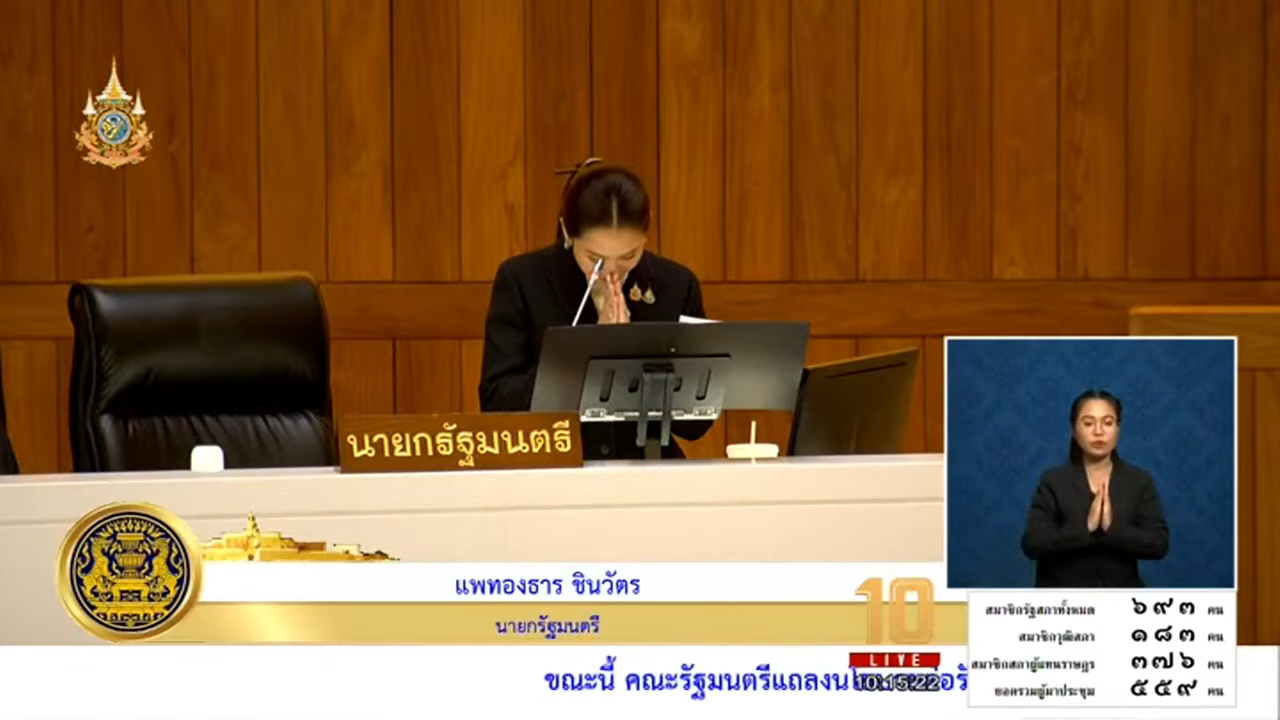 นายกรัฐมนตรี
แพทองธาร ชินวัตร
นายกรัฐมนตรี
10
LIVE
10:15:22
ขณะนี้ คณะรัฐมนตรีแถลงน
สมาชิกรัฐสภาทั้งหมด ๖๙๓ คน
สมาชิกวุฒิสภา ๑๘๓ คน
สมาชิกสภาผู้แทนราษฎร ๓๗๖ คน
ยอดรวมผู้มาประชุม ๕๕๙ คน